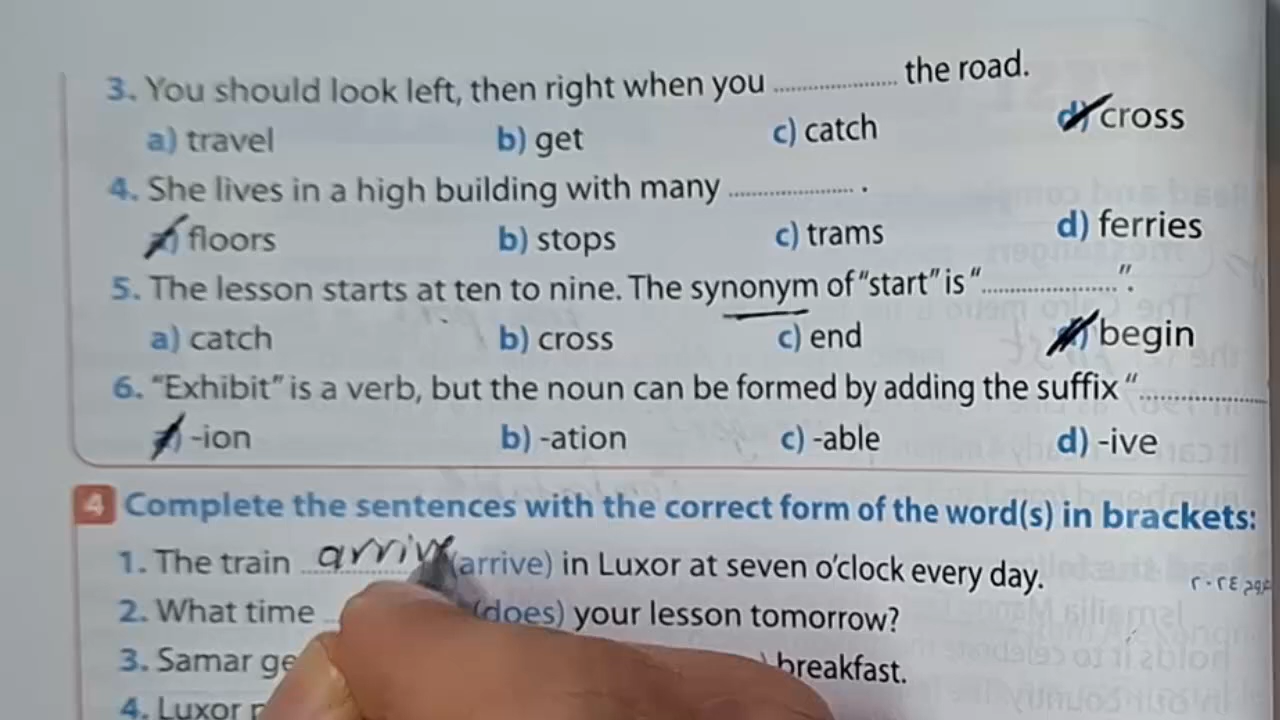 3. You should look left, then right when you .................... the road.
a) travel b) get c) catch d) cross
4. She lives in a high building with many .................... .
a) floors b) stops c) trams d) ferries
5. The lesson starts at ten to nine. The synonym of "start" is "....................".
a) catch b) cross c) end d) begin
6. "Exhibit" is a verb, but the noun can be formed by adding the suffix "....................
a) -ion b) -ation c) -able d) -ive
4 Complete the sentences with the correct form of the word(s) in brackets:
1. The train arrive (arrive) in Luxor at seven o'clock every day.
2. What time (does) your lesson tomorrow?
3. Samar ge breakfast.
4. Luxor